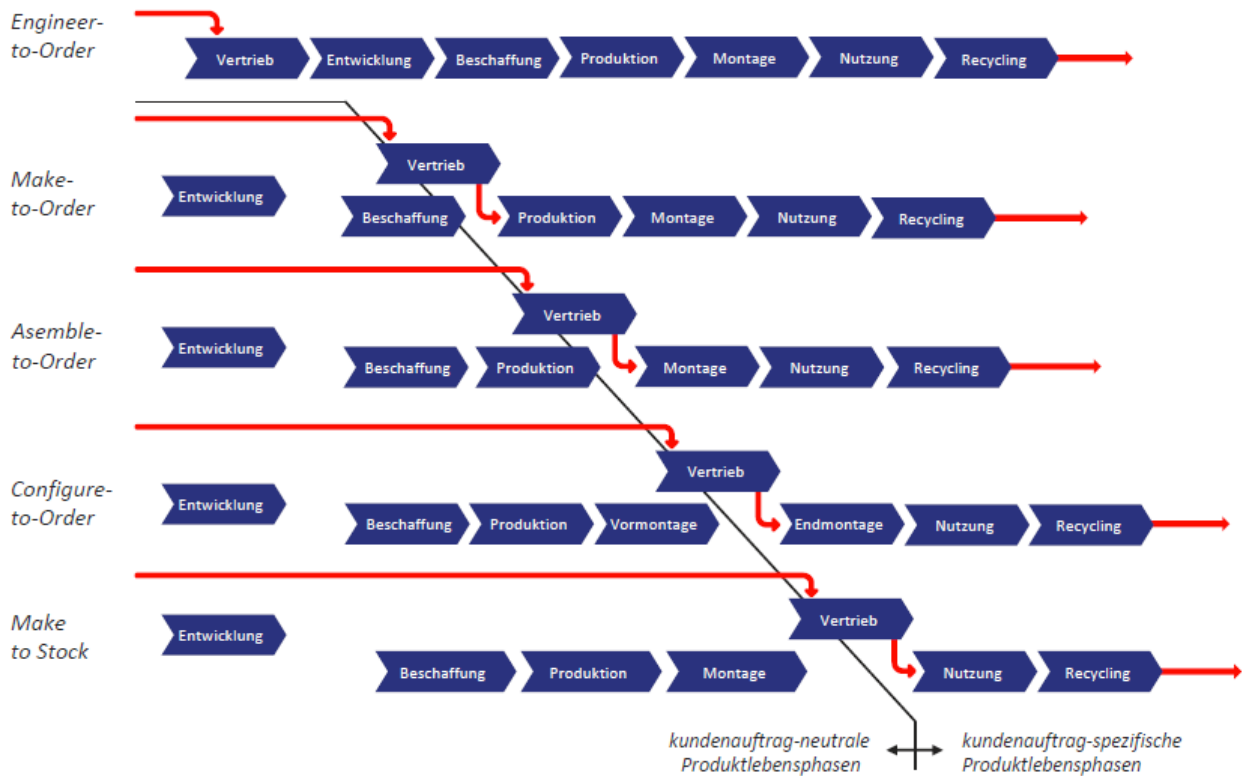 Engineer-
to-Order
Vertrieb
Entwicklung
Beschaffung
Produktion
Montage
Nutzung
Recycling
Make-
to-Order
Entwicklung
Vertrieb
Beschaffung
Produktion
Montage
Nutzung
Recycling
Asemble-
to-Order
Entwicklung
Vertrieb
Beschaffung
Produktion
Montage
Nutzung
Recycling
Configure-
to-Order
Entwicklung
Vertrieb
Beschaffung
Produktion
Vormontage
Endmontage
Nutzung
Recycling
Make
to Stock
Entwicklung
Vertrieb
Beschaffung
Produktion
Montage
Nutzung
Recycling
kundenauftrag-neutrale
Produktlebensphasen
kundenauftrag-spezifische
Produktlebensphasen